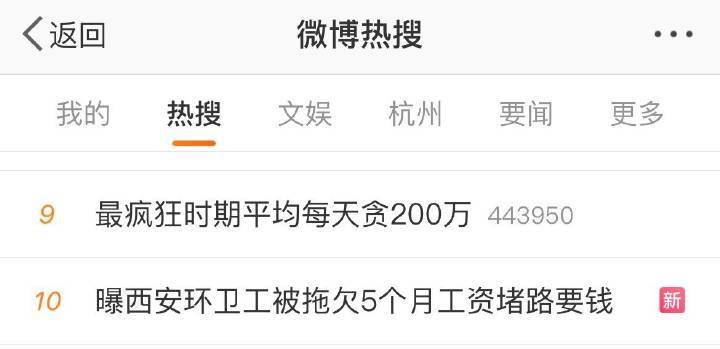 返回 微博热搜
我的 热搜 文娱 杭州 要闻 更多
9 最疯狂时期平均每天贪200万 443950
10 曝西安环卫工被拖欠5个月工资堵路要钱 新